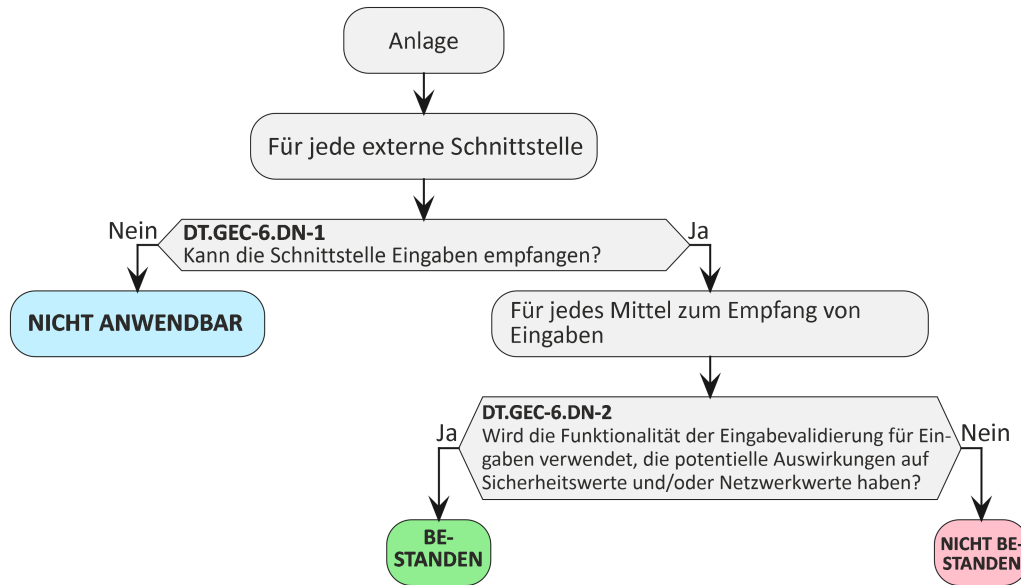 Anlage
Für jede externe Schnittstelle
Nein
DT.GEC-6.DN-1
Kann die Schnittstelle Eingaben empfangen?
Ja
NICHT ANWENDBAR
Für jedes Mittel zum Empfang von
Eingaben
Ja
DT.GEC-6.DN-2
Wird die Funktionalität der Eingabevalidierung für Ein-
gaben verwendet, die potentielle Auswirkungen auf
Sicherheitswerte und/oder Netzwerkwerte haben?
Nein
BE-
STANDEN
NICHT BE-
STANDEN